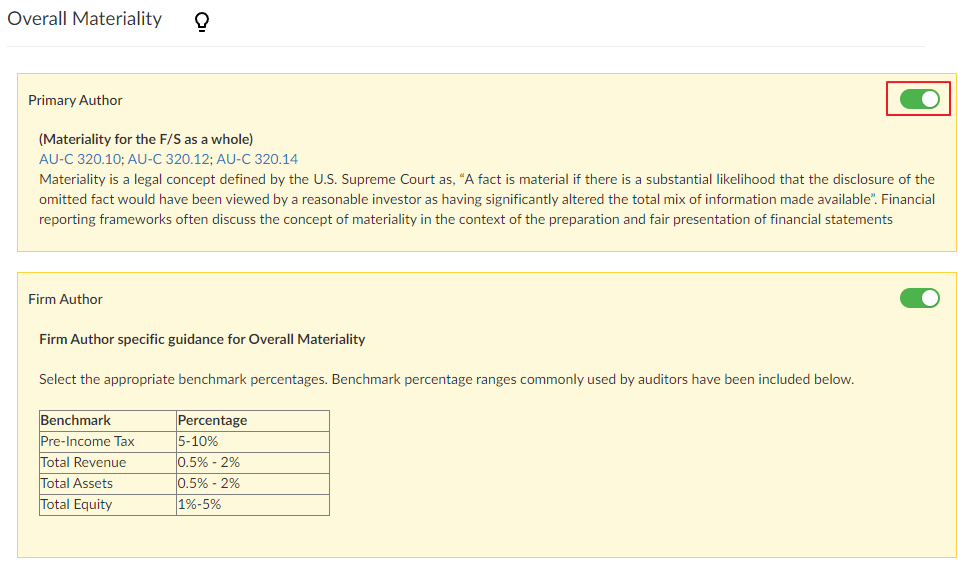 Overall Materiality
Primary Author
(Materiality for the F/S as a whole)
AU-C 320.10; AU-C 320.12; AU-C 320.14
Materiality is a legal concept defined by the U.S. Supreme Court as, “A fact is material if there is a substantial likelihood that the disclosure of the
omitted fact would have been viewed by a reasonable investor as having significantly altered the total mix of information made available”. Financial
reporting frameworks often discuss the concept of materiality in the context of the preparation and fair presentation of financial statements
Firm Author
Firm Author specific guidance for Overall Materiality
Select the appropriate benchmark percentages. Benchmark percentage ranges commonly used by auditors have been included below.
Benchmark Percentage
Pre-Income Tax 5-10%
Total Revenue 0.5% - 2%
Total Assets 0.5% - 2%
Total Equity 1%-5%